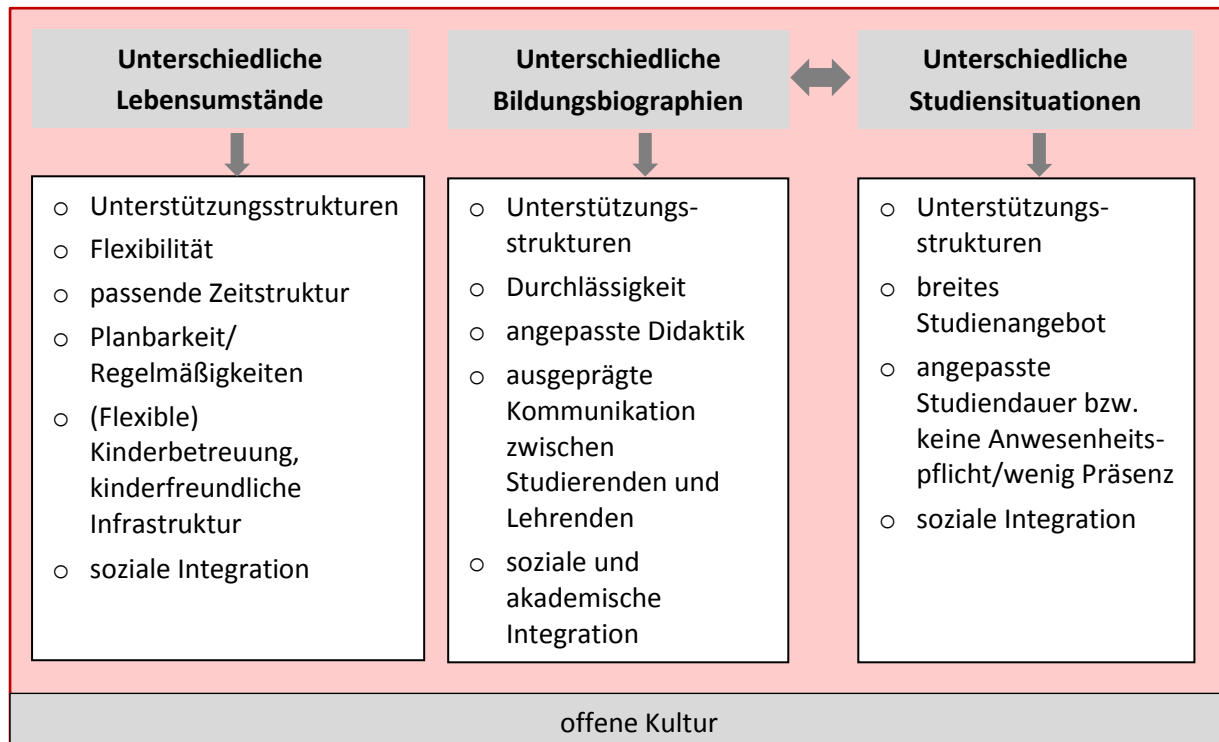 Unterschiedliche
Lebensumstände
Unterschiedliche
Bildungsbiographien
Unterschiedliche
Studiensituationen
o Unterstützungsstrukturen
o Flexibilität
o passende Zeitstruktur
o Planbarkeit/
Regelmäßigkeiten
o (Flexible)
Kinderbetreuung,
kinderfreundliche
Infrastruktur
o soziale Integration
o Unterstützungs-
strukturen
o Durchlässigkeit
o angepasste Didaktik
o ausgeprägte
Kommunikation
zwischen
Studierenden und
Lehrenden
o soziale und
akademische
Integration
o Unterstützungs-
strukturen
o breites
Studienangebot
o angepasste
Studiendauer bzw.
keine Anwesenheits-
pflicht/wenig Präsenz
o soziale Integration
offene Kultur